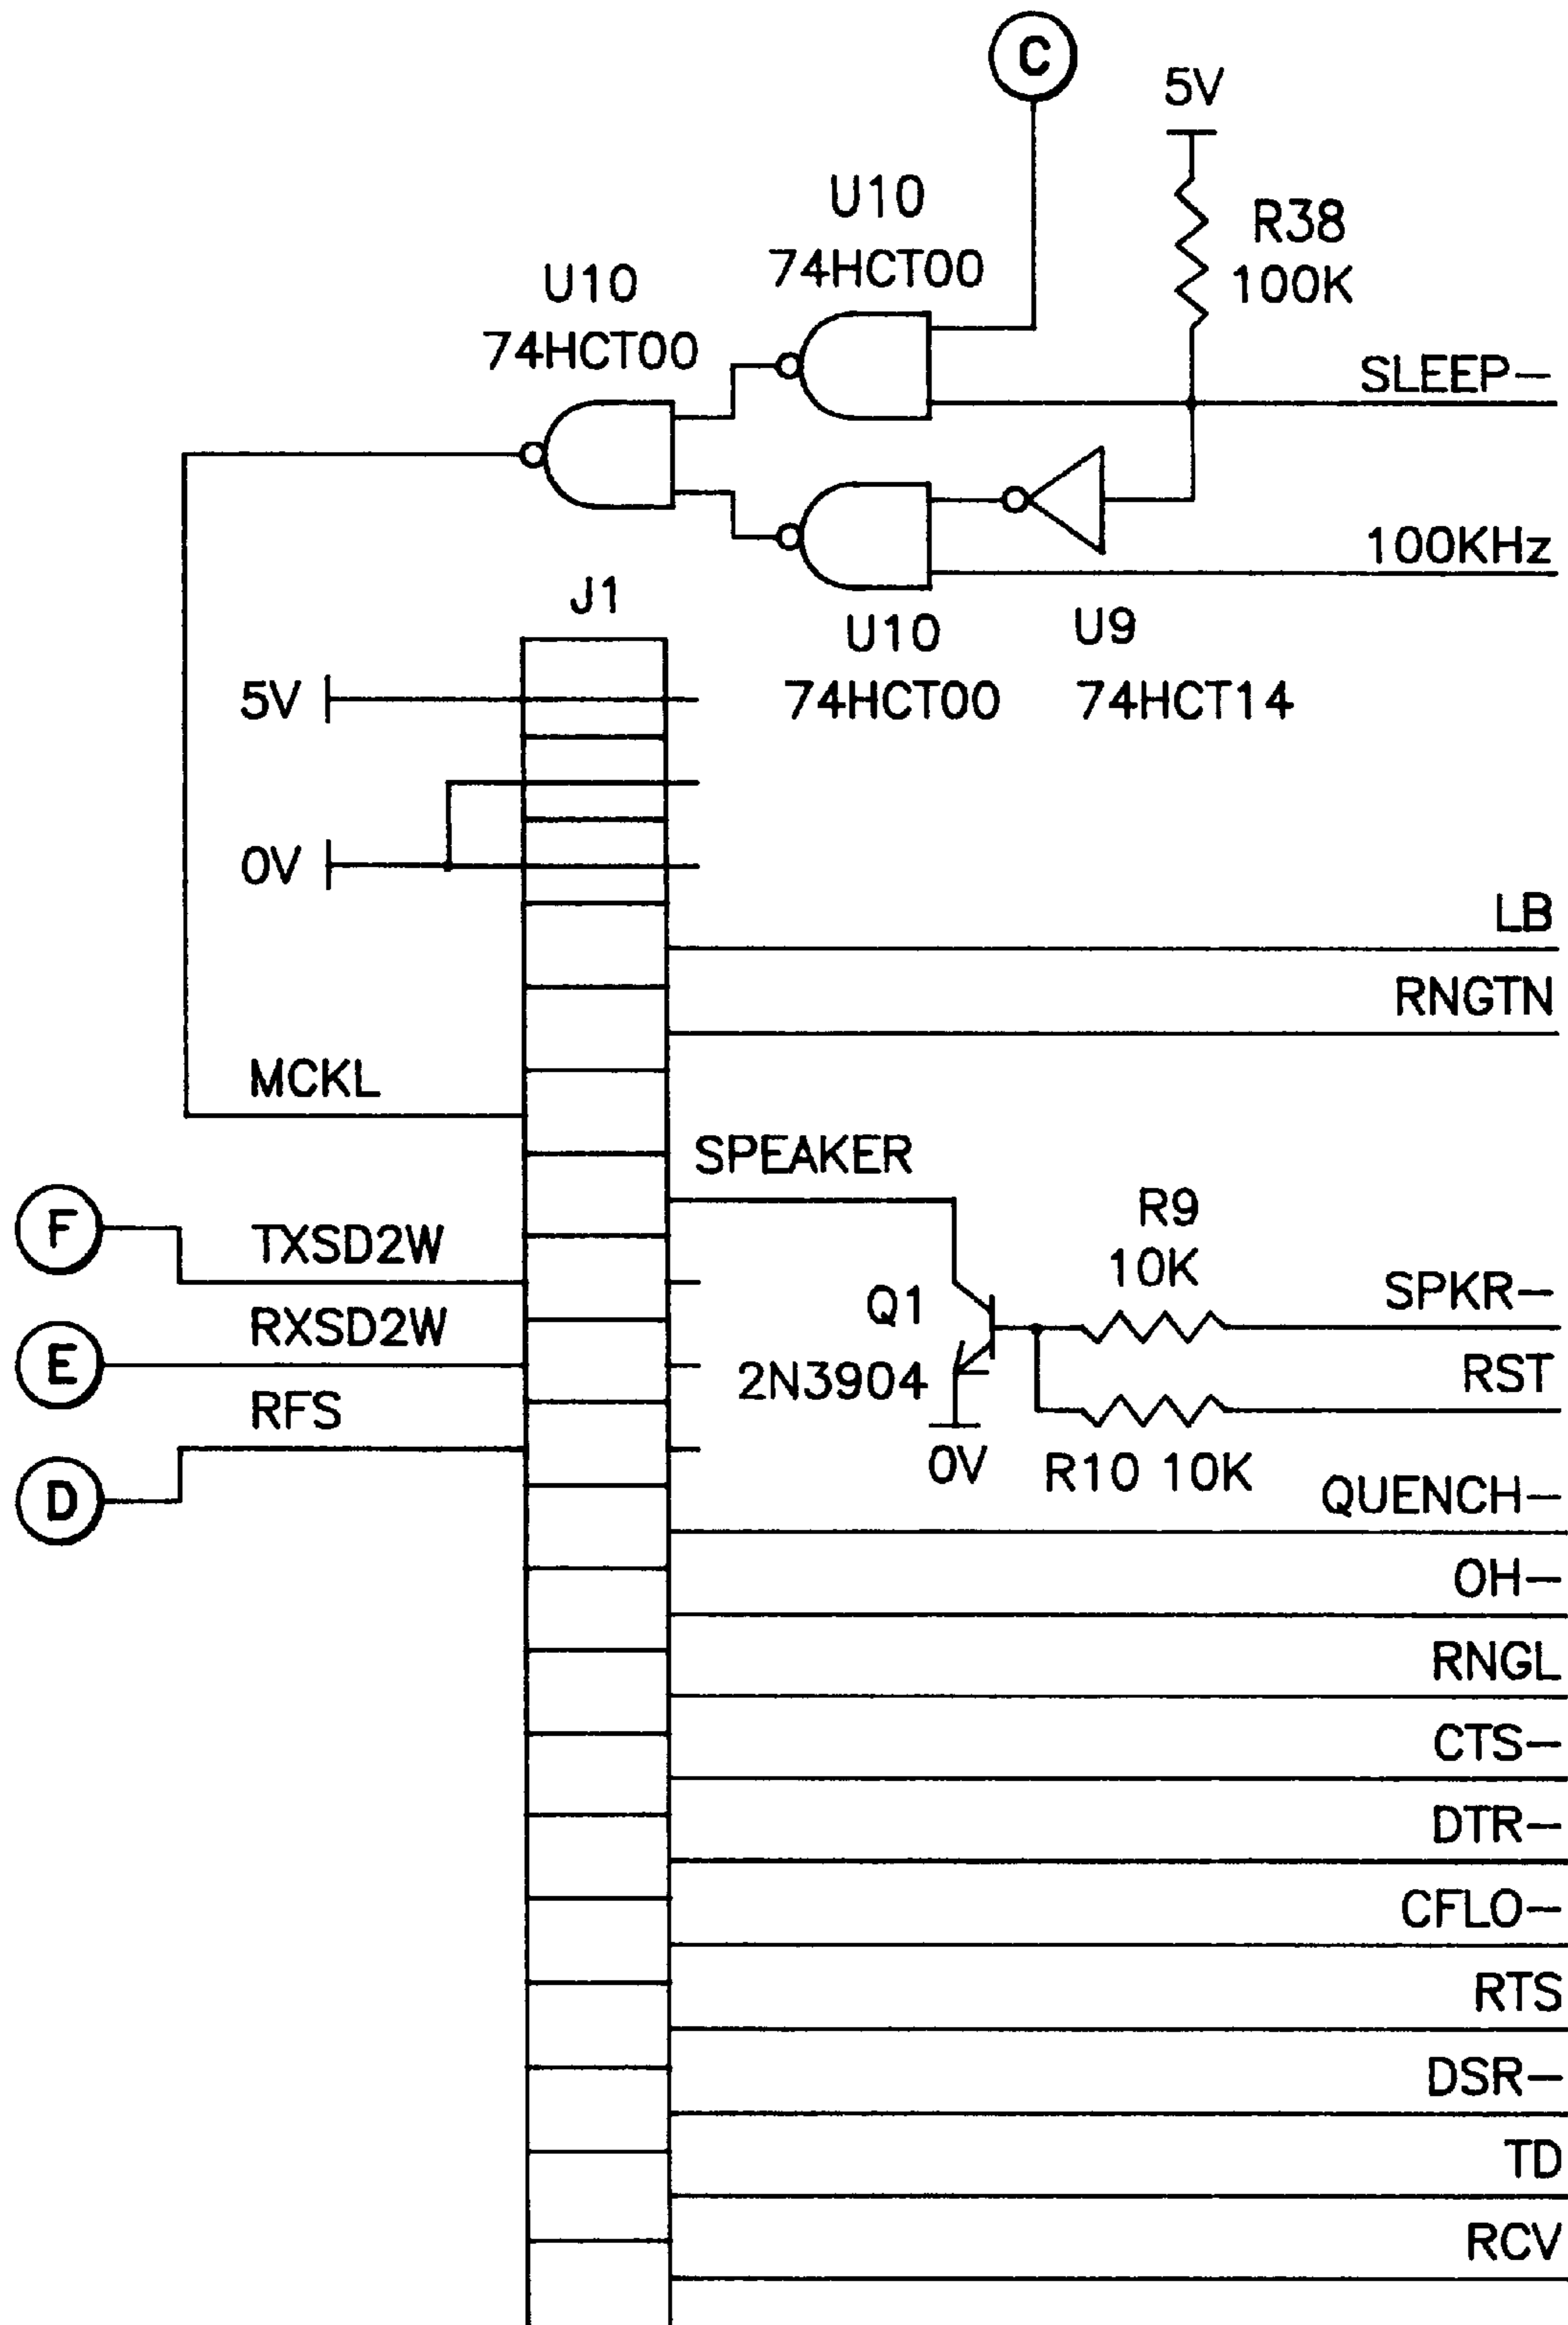 C
5V
U10
74HCT00
R38
100K
U10
74HCT00
SLEEP-
100KHz
J1
U10
74HCT00
U9
74HCT14
5V
0V
LB
RNGTN
MCKL
SPEAKER
F
TXSD2W
R9
10K
Q1
2N3904
SPKR-
E
RXSD2W
RST
RFS
0V
R10 10K
D
QUENCH-
OH-
RNGL
CTS-
DTR-
CFLO-
RTS
DSR-
TD
RCV